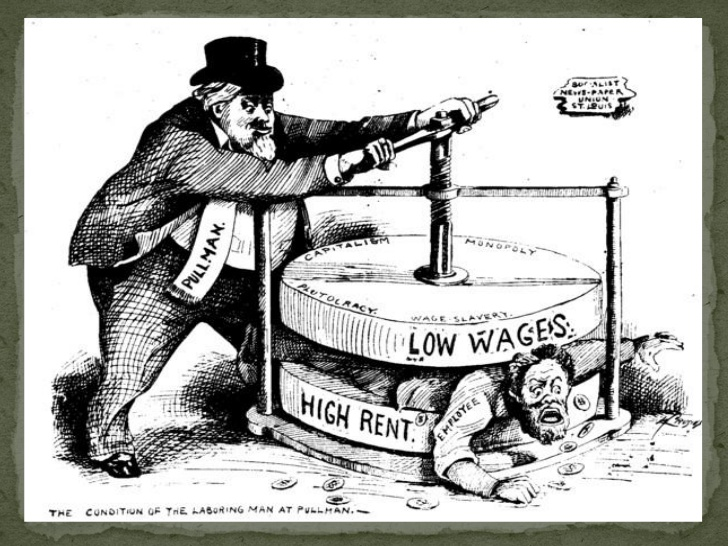 SOCIALIST
NEWS-PAPER
UNION
ST. LOUIS
PULLMAN.
CAPITALISM
MONOPOLY
PLUTOCRACY.
WAGE-SLAVERY.
LOW WAGES.
HIGH RENT.
EMPLOYEE
THE CONDITION OF THE LABORING MAN AT PULLMAN.